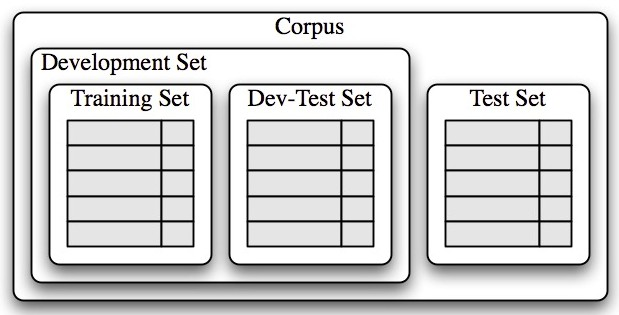 Corpus
Development Set
Training Set
Dev-Test Set
Test Set